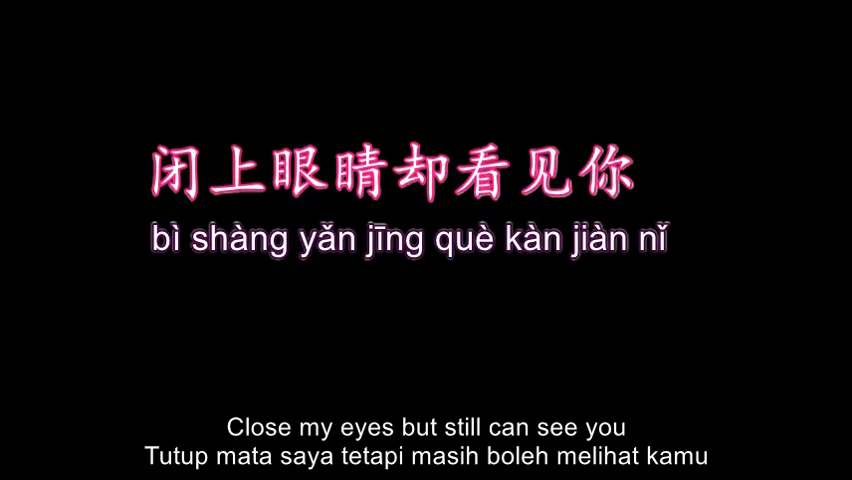 闭上眼睛却看见你
bì shàng yǎn jīng què kàn jiàn nǐ
Close my eyes but still can see you
Tutup mata saya tetapi masih boleh melihat kamu